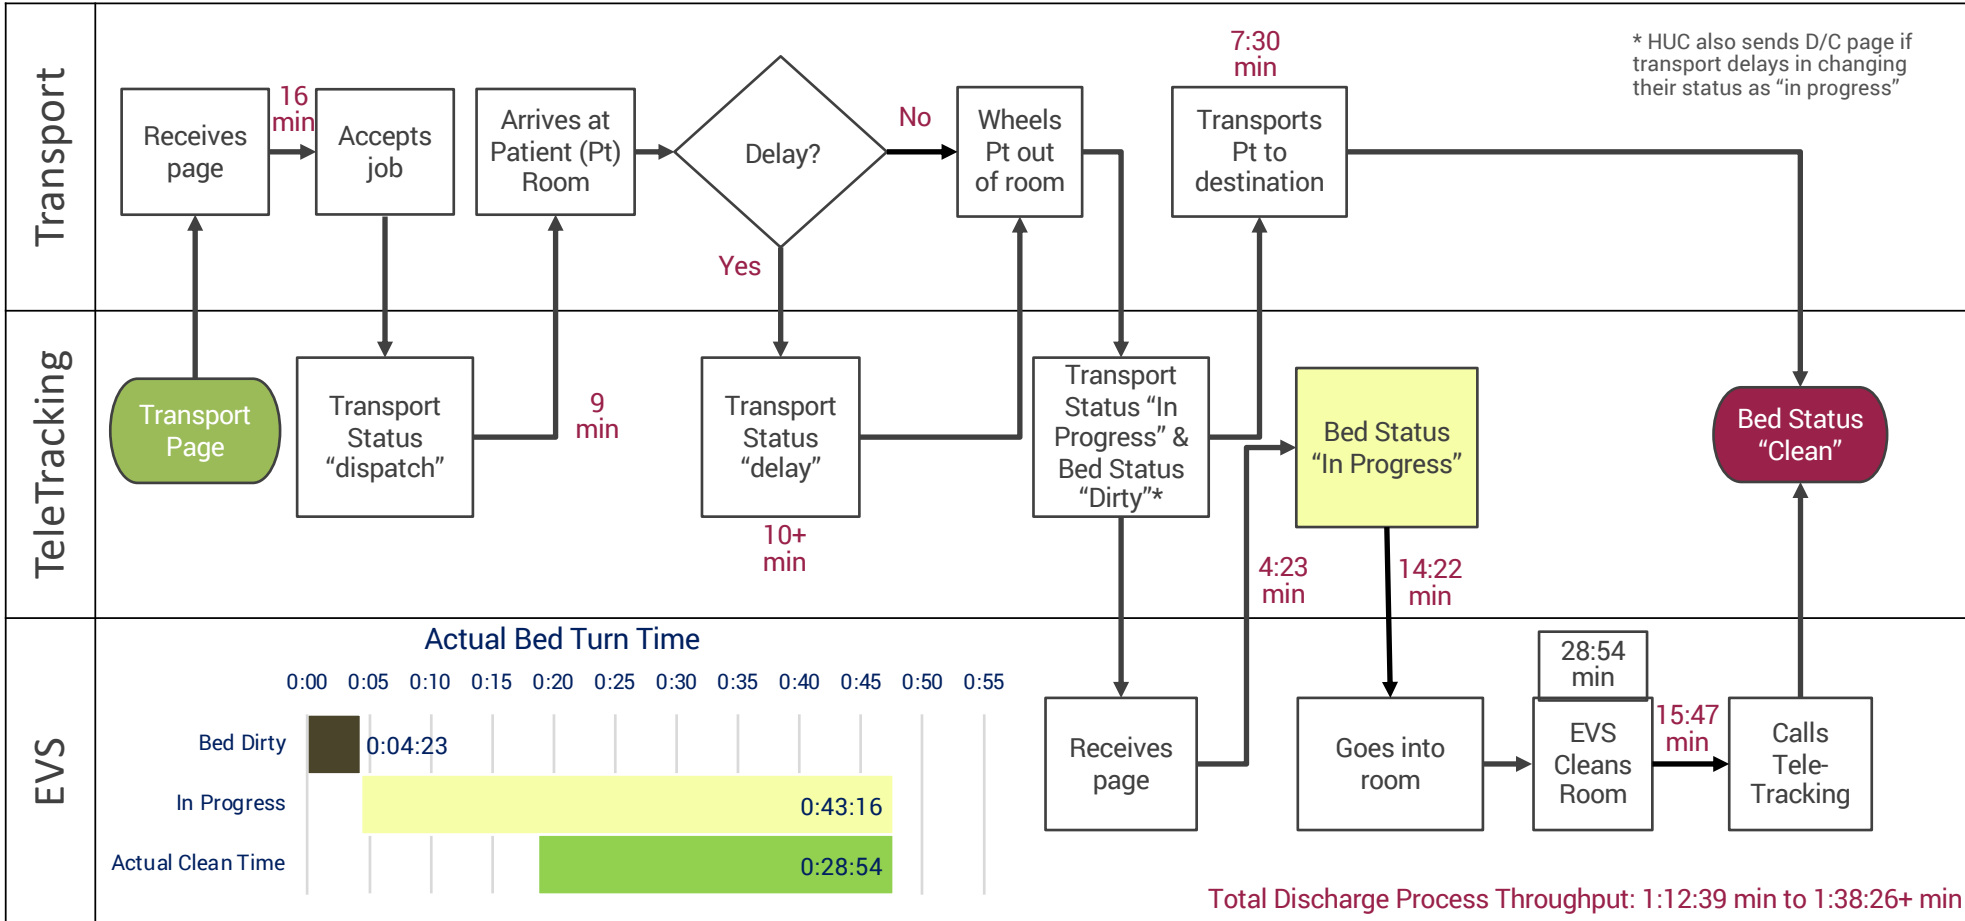 Transport
Receives
page
16
min
Accepts
job
Arrives at
Patient (Pt)
Room
Delay?
No
Yes
Wheels
Pt out
of room
7:30
min
Transports
Pt to
destination
* HUC also sends D/C page if
transport delays in changing
their status as “in progress”
TeleTracking
Transport
Page
Transport
Status
“dispatch”
9
min
Transport
Status
“delay”
10+
min
Transport
Status “In
Progress” &
Bed Status
“Dirty”*
4:23
min
Bed Status
“In Progress”
14:22
min
Bed Status
“Clean”
EVS
Actual Bed Turn Time
0:00 0:05 0:10 0:15 0:20 0:25 0:30 0:35 0:40 0:45 0:50 0:55
Bed Dirty 0:04:23
In Progress 0:43:16
Actual Clean Time 0:28:54
Receives
page
Goes into
room
28:54
min
EVS
Cleans
Room
15:47
min
Calls
Tele-
Tracking
Total Discharge Process Throughput: 1:12:39 min to 1:38:26+ min